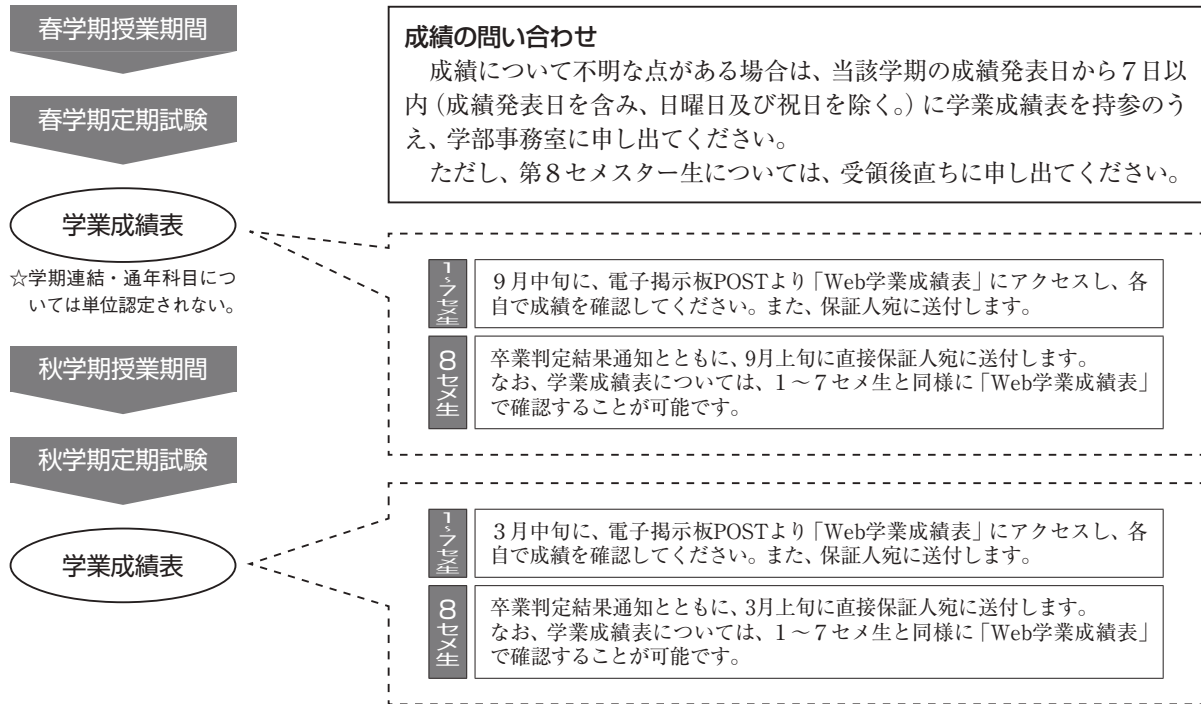 春学期授業期間
春学期定期試験
学業成績表
☆学期連結・通年科目につ
いては単位認定されない。
秋学期授業期間
秋学期定期試験
学業成績表
成績の問い合わせ
成績について不明な点がある場合は、当該学期の成績発表日から7日以
内（成績発表日を含み、日曜日及び祝日を除く。）に学業成績表を持参のう
え、学部事務室に申し出てください。
ただし、第8セメスター生については、受領後直ちに申し出てください。
1~7セメ生
9月中旬に、電子掲示板POSTより「Web学業成績表」にアクセスし、各
自で成績を確認してください。また、保証人宛に送付します。
8セメ生
卒業判定結果通知とともに、9月上旬に直接保証人宛に送付します。
なお、学業成績表については、1～7セメ生と同様に「Web学業成績表」
で確認することが可能です。
1~7セメ生
3月中旬に、電子掲示板POSTより「Web学業成績表」にアクセスし、各
自で成績を確認してください。また、保証人宛に送付します。
8セメ生
卒業判定結果通知とともに、3月上旬に直接保証人宛に送付します。
なお、学業成績表については、1～7セメ生と同様に「Web学業成績表」
で確認することが可能です。